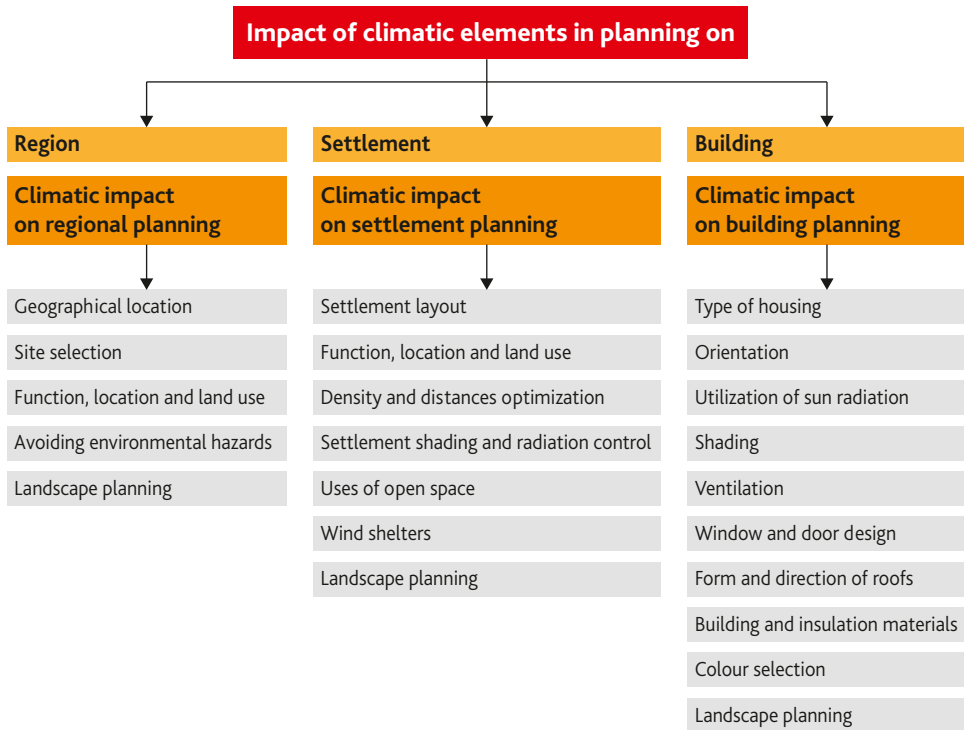 Impact of climatic elements in planning on
Region
Climatic impact
on regional planning
Geographical location
Site selection
Function, location and land use
Avoiding environmental hazards
Landscape planning
Settlement
Climatic impact
on settlement planning
Settlement layout
Function, location and land use
Density and distances optimization
Settlement shading and radiation control
Uses of open space
Wind shelters
Landscape planning
Building
Climatic impact
on building planning
Type of housing
Orientation
Utilization of sun radiation
Shading
Ventilation
Window and door design
Form and direction of roofs
Building and insulation materials
Colour selection
Landscape planning